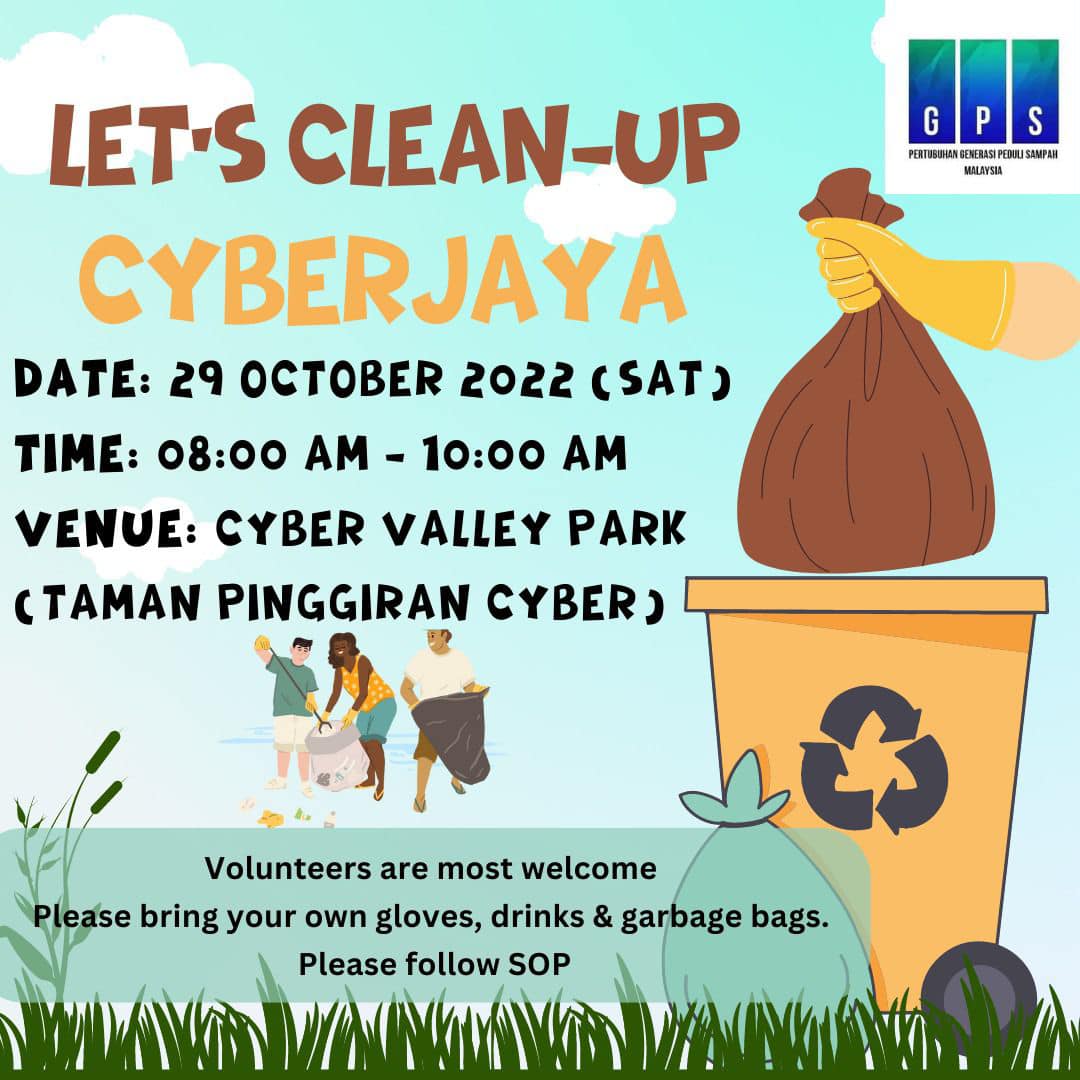 LET'S CLEAN-UP
CYBERJAYA
G P S
PERTUBUHAN GENERASI PEDULI SAMPAH
MALAYSIA
DATE: 29 OCTOBER 2022 (SAT)
TIME: 08:00 AM - 10:00 AM
VENUE: CYBER VALLEY PARK
(TAMAN PINGGIRAN CYBER)
Volunteers are most welcome
Please bring your own gloves, drinks & garbage bags.
Please follow SOP